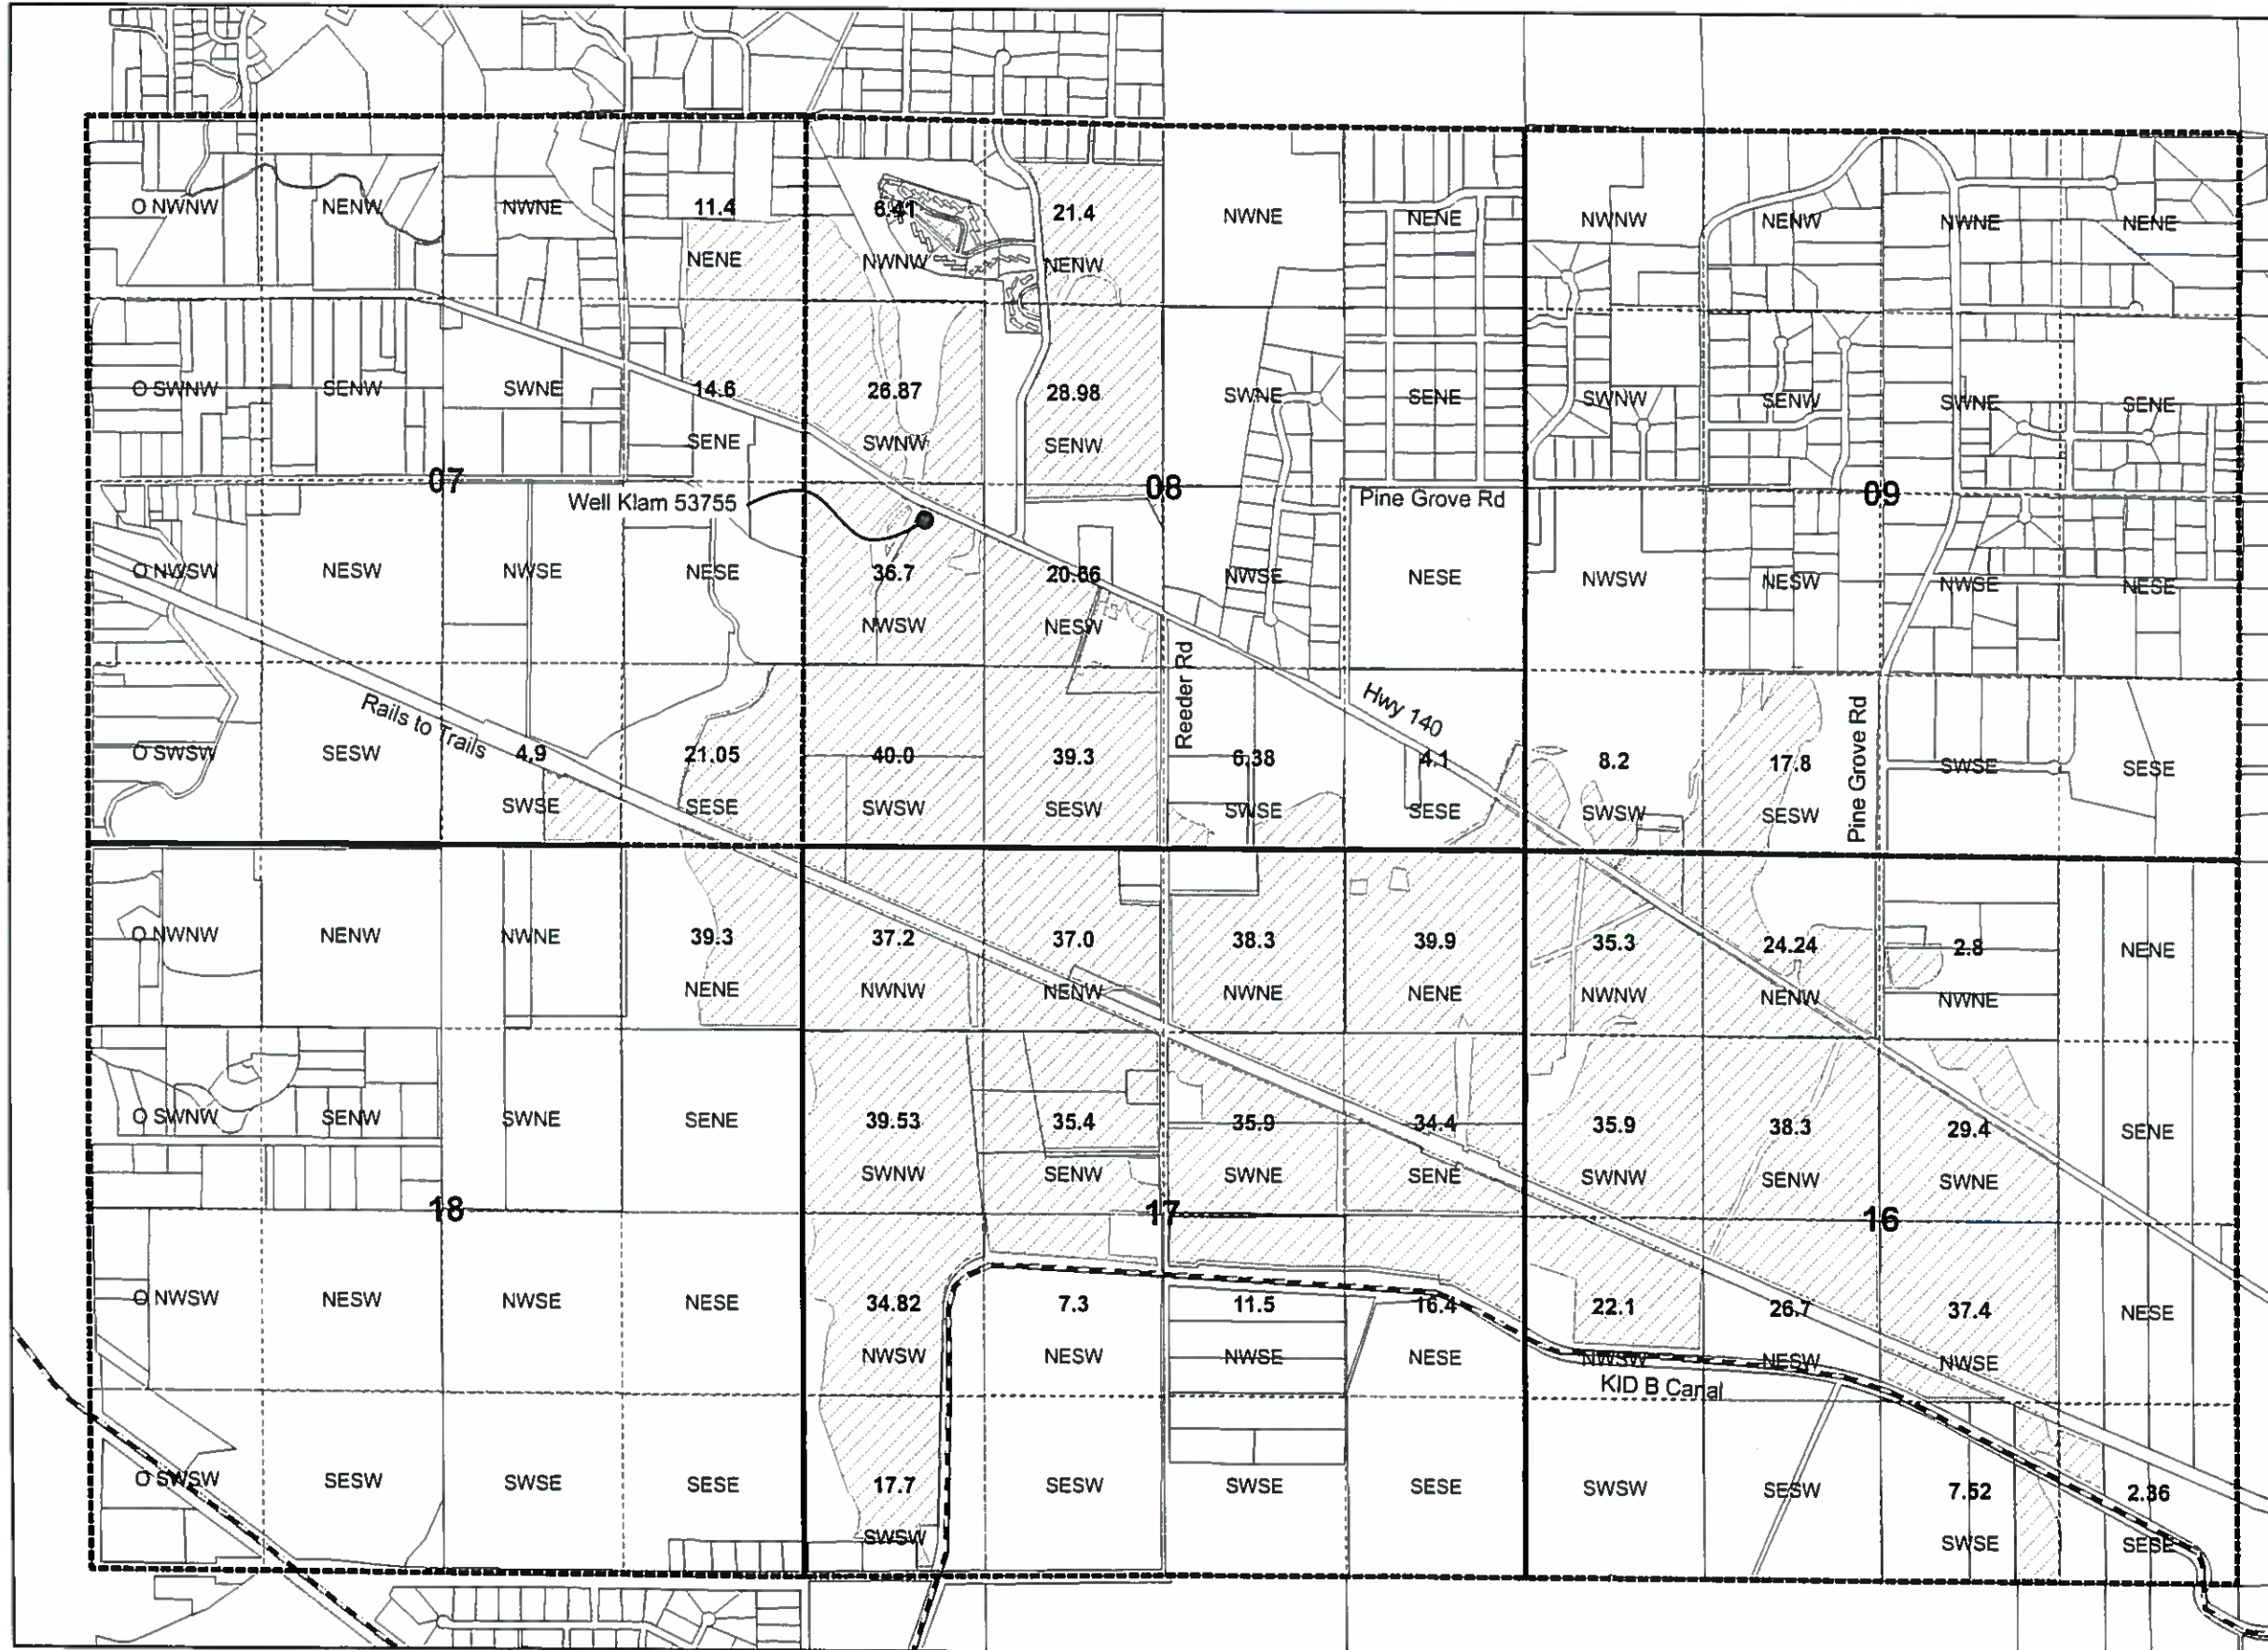 11.4 6.41 21.4
O NWNW NENW NWNE NENE NWNW NENW NWNE NENE NWNW NENW NWNE NENE
14.6 26.87 28.98
O SWNW SENW SWNE SENE SWNW SENW SWNE SENE SWNW SENW SWNE SENE
07 08 09
Well Klam 53755
Pine Grove Rd
36.7 20.66
O NWSW NESW NWSE NESE NWSW NESW NWSE NESE NWSW NESW NWSE NESE
Rails to Trails
Reeder Rd
Hwy 140
Pine Grove Rd
4.9 21.05 40.0 39.3 6.38 4.1 8.2 17.8
O SWSW SESW SWSE SESE SWSW SESW SWSE SESE SWSW SESW SWSE SESE
39.3 37.2 37.0 38.3 39.9 35.3 24.24 2.8
O NWNW NENW NWNE NENE NWNW NENW NWNE NENE NWNW NENW NWNE NENE
39.53 35.4 35.9 34.4 35.9 38.3 29.4
O SWNW SENW SWNE SENE SWNW SENW SWNE SENE SWNW SENW SWNE SENE
18 17 16
34.82 7.3 11.5 16.4 22.1 26.7 37.4
O NWSW NESW NWSE NESE NWSW NESW NWSE NESE NWSW NESW NWSE NESE
KID B Canal
17.7 7.52 2.36
O SWSW SESW SWSE SESE SWSW SESW SWSE SESE SWSW SESW SWSE SESE